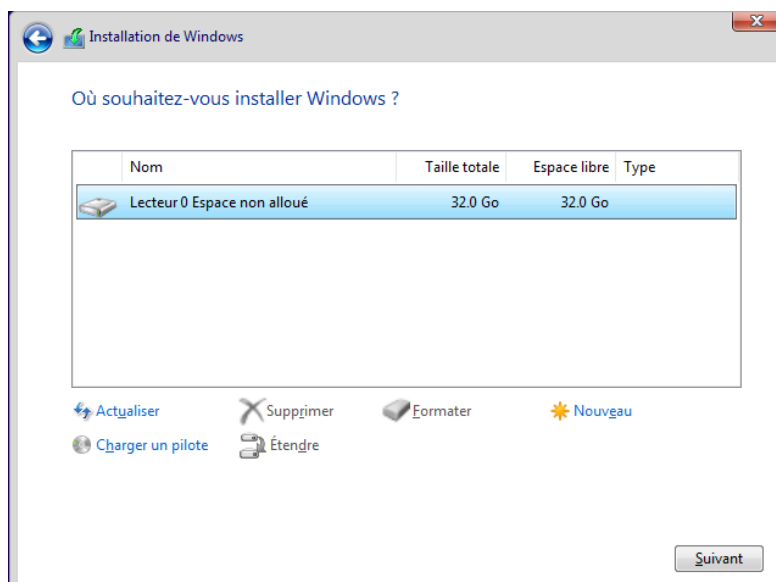 Installation de Windows
Où souhaitez-vous installer Windows ?
Nom Taille totale Espace libre Type
Lecteur 0 Espace non alloué 32.0 Go 32.0 Go
Actualiser Supprimer Formater Nouveau
Charger un pilote Étendre
Suivant